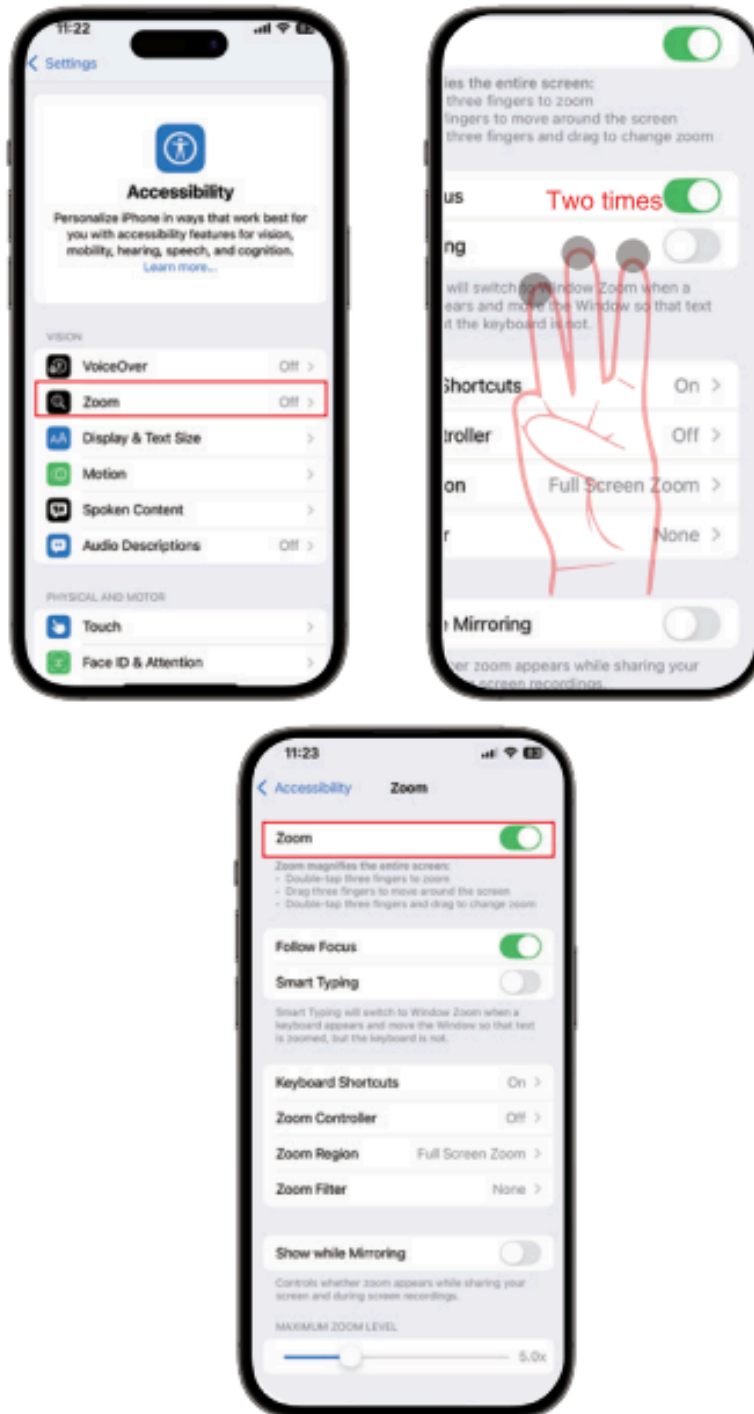 11:22
Settings
Accessibility
Personalize iPhone in ways that work best for
you with accessibility features for vision,
mobility, hearing, speech, and cognition.
Learn more...
VISION
VoiceOver Off
Zoom Off
Display & Text Size
Motion
Spoken Content
Audio Descriptions Off
PHYSICAL AND MOTOR
Touch
Face ID & Attention
ies the entire screen:
three fingers to zoom
fingers to move around the screen
three fingers and drag to change zoom
us
Two times
ng
will switch to Window Zoom when a
ears and move the Window so that text
ut the keyboard is not.
Shortcuts On
troller Off
on Full Screen Zoom
r None
Mirroring
er zoom appears while sharing your
screen recordings.
11:23
Accessibility Zoom
Zoom
Zoom magnifies the entire screen:
- Double-tap three fingers to zoom
- Drag three fingers to move around the screen
- Double-tap three fingers and drag to change zoom
Follow Focus
Smart Typing
Smart Typing will switch to Window Zoom when a
keyboard appears and move the Window so that text
is zoomed, but the keyboard is not.
Keyboard Shortcuts On
Zoom Controller Off
Zoom Region Full Screen Zoom
Zoom Filter None
Show while Mirroring
Controls whether zoom appears while sharing your
screen and during screen recordings.
MAXIMUM ZOOM LEVEL
5.0x